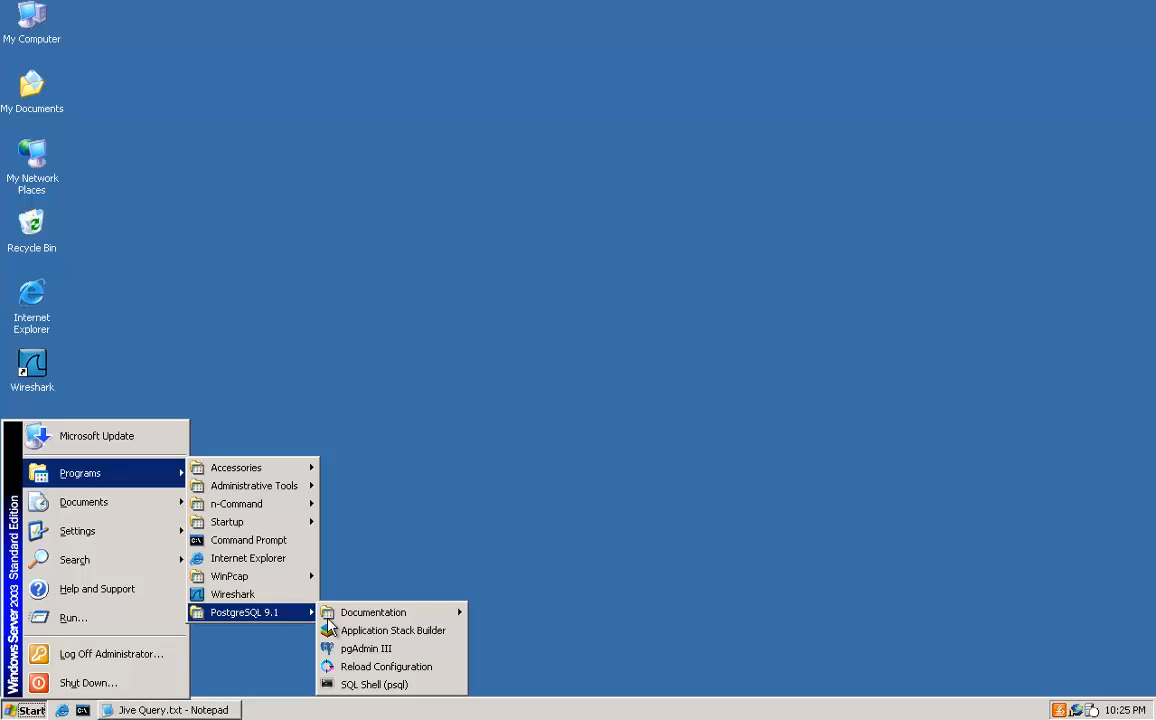 My Computer
My Documents
My Network
Places
Recycle Bin
Internet
Explorer
Wireshark
Windows Server 2003 Standard Edition
Microsoft Update
Programs
Documents
Settings
Search
Help and Support
Run...
Log Off Administrator...
Shut Down...
Accessories
Administrative Tools
n-Command
Startup
Command Prompt
Internet Explorer
WinPcap
Wireshark
PostgreSQL 9.1
Documentation
Application Stack Builder
pgAdmin III
Reload Configuration
SQL Shell (psql)
Start
Jive Query.txt - Notepad
10:25 PM